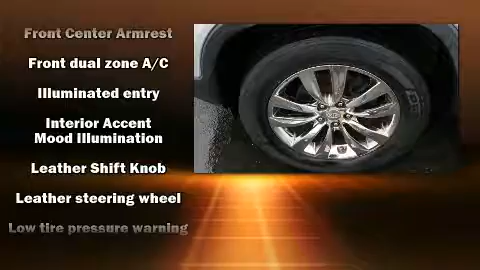 Front Center Armrest
Front dual zone A/C
Illuminated entry
Interior Accent
Mood Illumination
Leather Shift Knob
Leather steering wheel
Low tire pressure warning